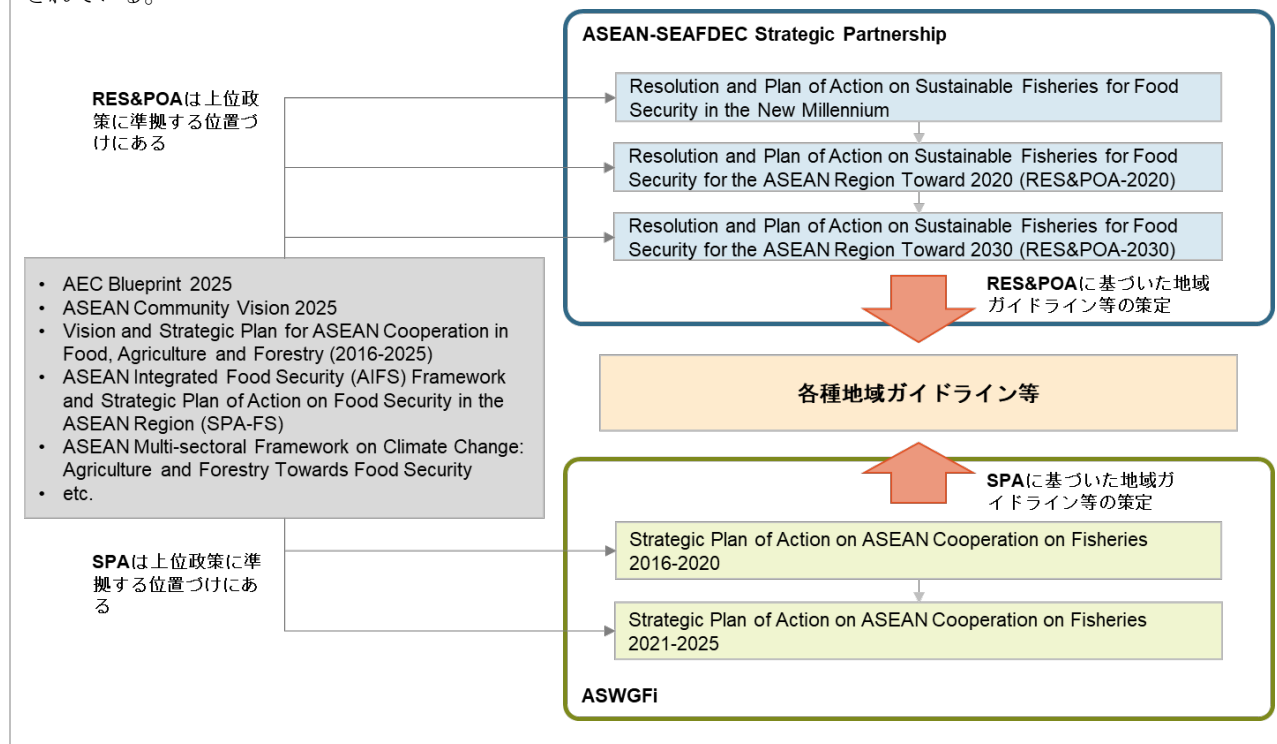 されている。
ASEAN-SEAFDEC Strategic Partnership
RES&POAは上位政
策に準拠する位置づ
けにある
Resolution and Plan of Action on Sustainable Fisheries for Food
Security in the New Millennium
Resolution and Plan of Action on Sustainable Fisheries for Food
Security for the ASEAN Region Toward 2020 (RES&POA-2020)
Resolution and Plan of Action on Sustainable Fisheries for Food
Security for the ASEAN Region Toward 2030 (RES&POA-2030)
RES&POAに基づいた地域
ガイドライン等の策定
• AEC Blueprint 2025
• ASEAN Community Vision 2025
• Vision and Strategic Plan for ASEAN Cooperation in
Food, Agriculture and Forestry (2016-2025)
• ASEAN Integrated Food Security (AIFS) Framework
and Strategic Plan of Action on Food Security in the
ASEAN Region (SPA-FS)
• ASEAN Multi-sectoral Framework on Climate Change:
Agriculture and Forestry Towards Food Security
• etc.
各種地域ガイドライン等
SPAに基づいた地域ガ
イドライン等の策定
SPAは上位政策に準
拠する位置づけにあ
る
Strategic Plan of Action on ASEAN Cooperation on Fisheries
2016-2020
Strategic Plan of Action on ASEAN Cooperation on Fisheries
2021-2025
ASWGFi